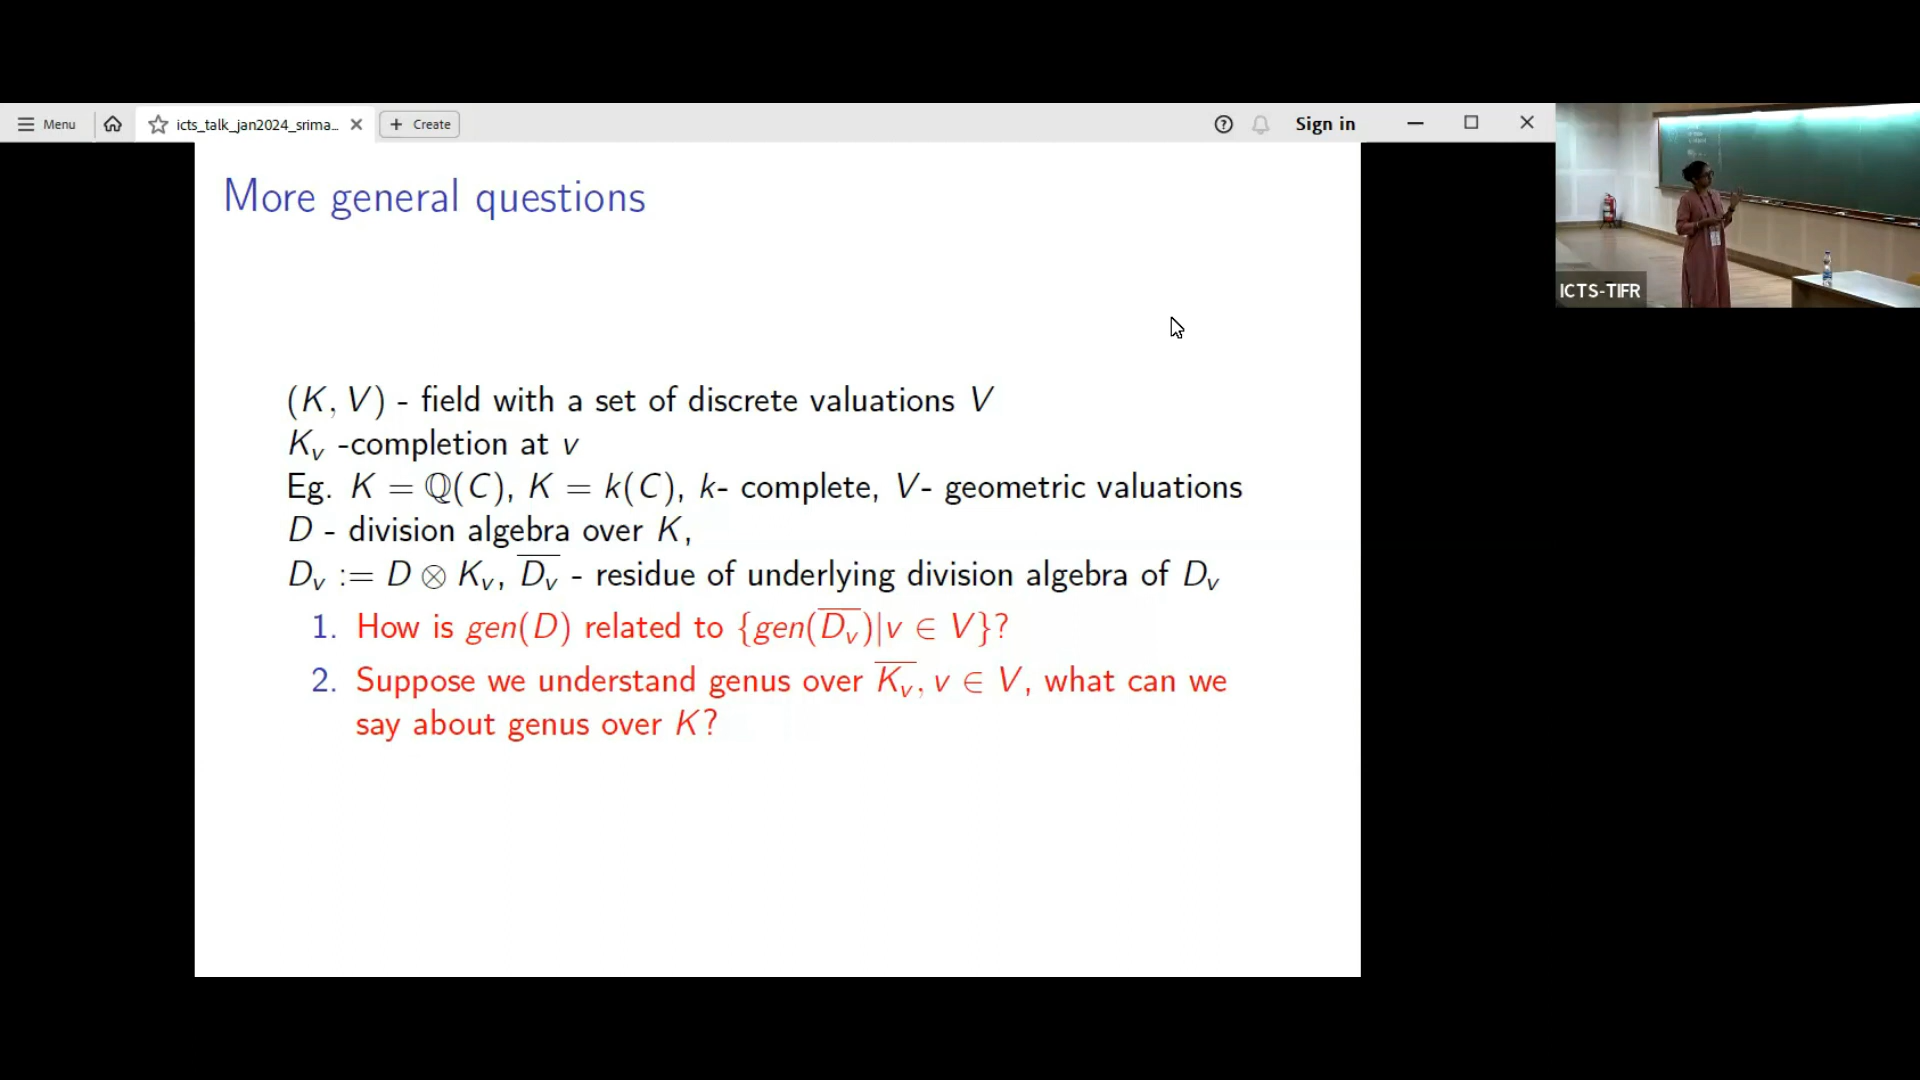 Menu
icts_talk_jan2024_srima...
Create
Sign in
More general questions
(K, V) - field with a set of discrete valuations V
K_v -completion at v
Eg. K = ℚ(C), K = k(C), k- complete, V- geometric valuations
D - division algebra over K,
D_v := D ⊗ K_v, \overline{D_v} - residue of underlying division algebra of D_v
1. How is gen(D) related to {gen(\overline{D_v})|v ∈ V}?
2. Suppose we understand genus over \overline{K_v}, v ∈ V, what can we
say about genus over K?
ICTS-TIFR